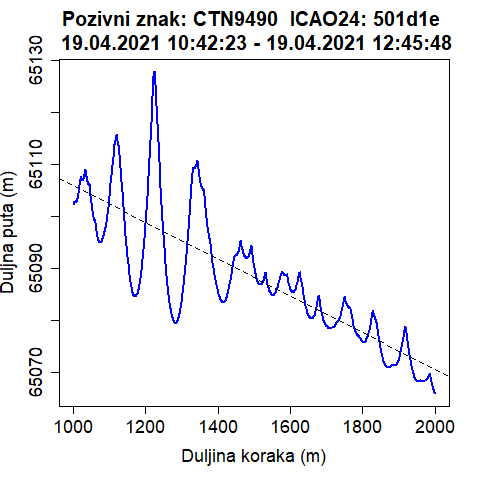 Pozivni znak: CTN9490 ICAO24: 501d1e
19.04.2021 10:42:23 - 19.04.2021 12:45:48
65130
65110
65090
65070
Duljna puta (m)
1000 1200 1400 1600 1800 2000
Duljina koraka (m)